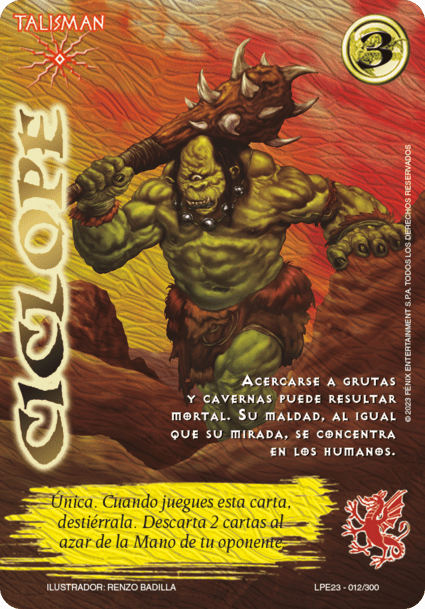 TALISMAN
3
CICLOPE
ACERCARSE A GRUTAS
Y CAVERNAS PUEDE RESULTAR
MORTAL. SU MALDAD, AL IGUAL
QUE SU MIRADA, SE CONCENTRA
EN LOS HUMANOS.
© 2023 FÉNIX ENTERTAINMENT S.P.A. TODOS LOS DERECHOS RESERVADOS
Única. Cuando juegues esta carta,
destiérrala. Descarta 2 cartas al
azar de la Mano de tu oponente
ILUSTRADOR: RENZO BADILLA
LPE23 - 012/300